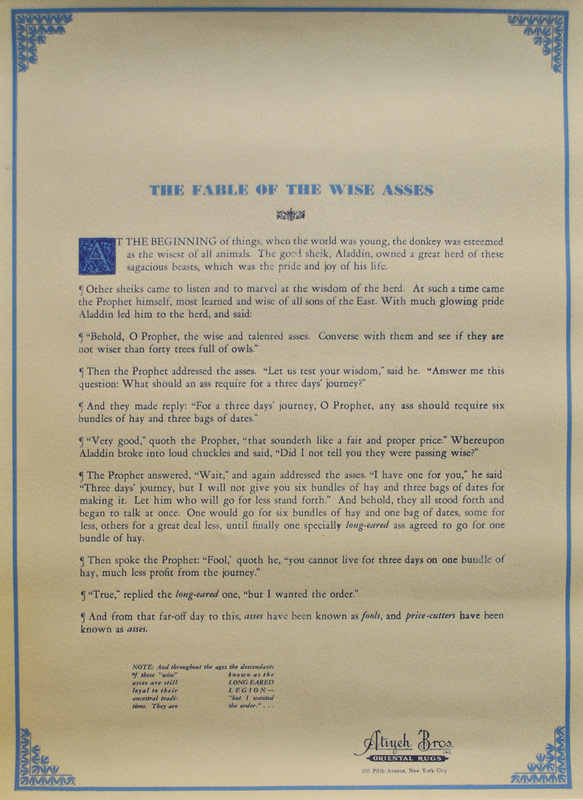 THE FABLE OF THE WISE ASSES
AT THE BEGINNING of things, when the world was young, the donkey was esteemed
as the wisest of all animals. The good sheik, Aladdin, owned a great herd of these
sagacious beasts, which was the pride and joy of his life.
¶ Other sheiks came to listen and to marvel at the wisdom of the herd. At such a time came
the Prophet himself, most learned and wise of all sons of the East. With much glowing pride
Aladdin led him to the herd, and said:
¶ “Behold, O Prophet, the wise and talented asses. Converse with them and see if they are
not wiser than forty trees full of owls.”
¶ Then the Prophet addressed the asses. “Let us test your wisdom,” said he. “Answer me this
question: What should an ass require for a three days’ journey?”
¶ And they made reply: “For a three days’ journey, O Prophet, any ass should require six
bundles of hay and three bags of dates.”
¶ “Very good,” quoth the Prophet, “that soundeth like a fair and proper price.” Whereupon
Aladdin broke into loud chuckles and said, “Did I not tell you they were passing wise?”
¶ The Prophet answered, “Wait,” and again addressed the asses. “I have one for you,” he said
“Three days’ journey, but I will not give you six bundles of hay and three bags of dates for
making it. Let him who will go for less stand forth.” And behold, they all stood forth and
began to talk at once. One would go for six bundles of hay and one bag of dates, some for
less, others for a great deal less, until finally one specially long-eared ass agreed to go for one
bundle of hay.
¶ Then spoke the Prophet: “Fool,’ quoth he, “you cannot live for three days on one bundle of
hay, much less profit from the journey.”
¶ “True,” replied the long-eared one, “but I wanted the order.”
¶ And from that far-off day to this, asses have been known as fools, and price-cutters have been
known as asses.
NOTE: And throughout the ages the descendants
of these "wise"
asses are still
loyal to their
ancestral tradi-
tions. They are
known as the
LONG EARED
LEGION—
"but I wanted
the order." . . .
Atiyeh Bros.
INC.
ORIENTAL RUGS
Fifth Avenue, New York City